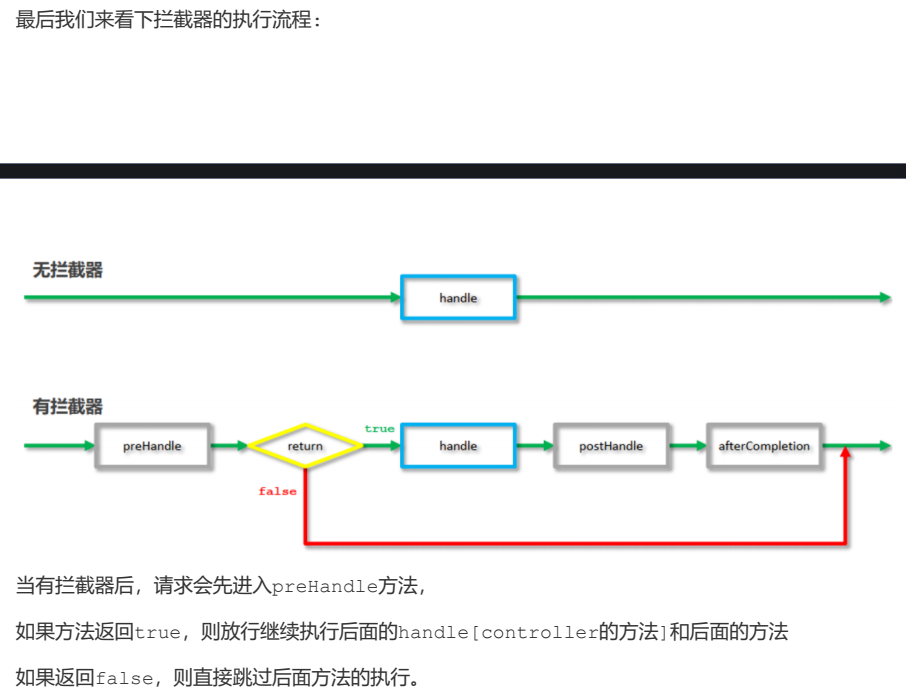 最后我们来看下拦截器的执行流程：
无拦截器
handle
有拦截器
preHandle
return
true
false
handle
postHandle
afterCompletion
当有拦截器后，请求会先进入preHandle方法，
如果方法返回true，则放行继续执行后面的handle[controller的方法]和后面的方法
如果返回false，则直接跳过后面方法的执行。